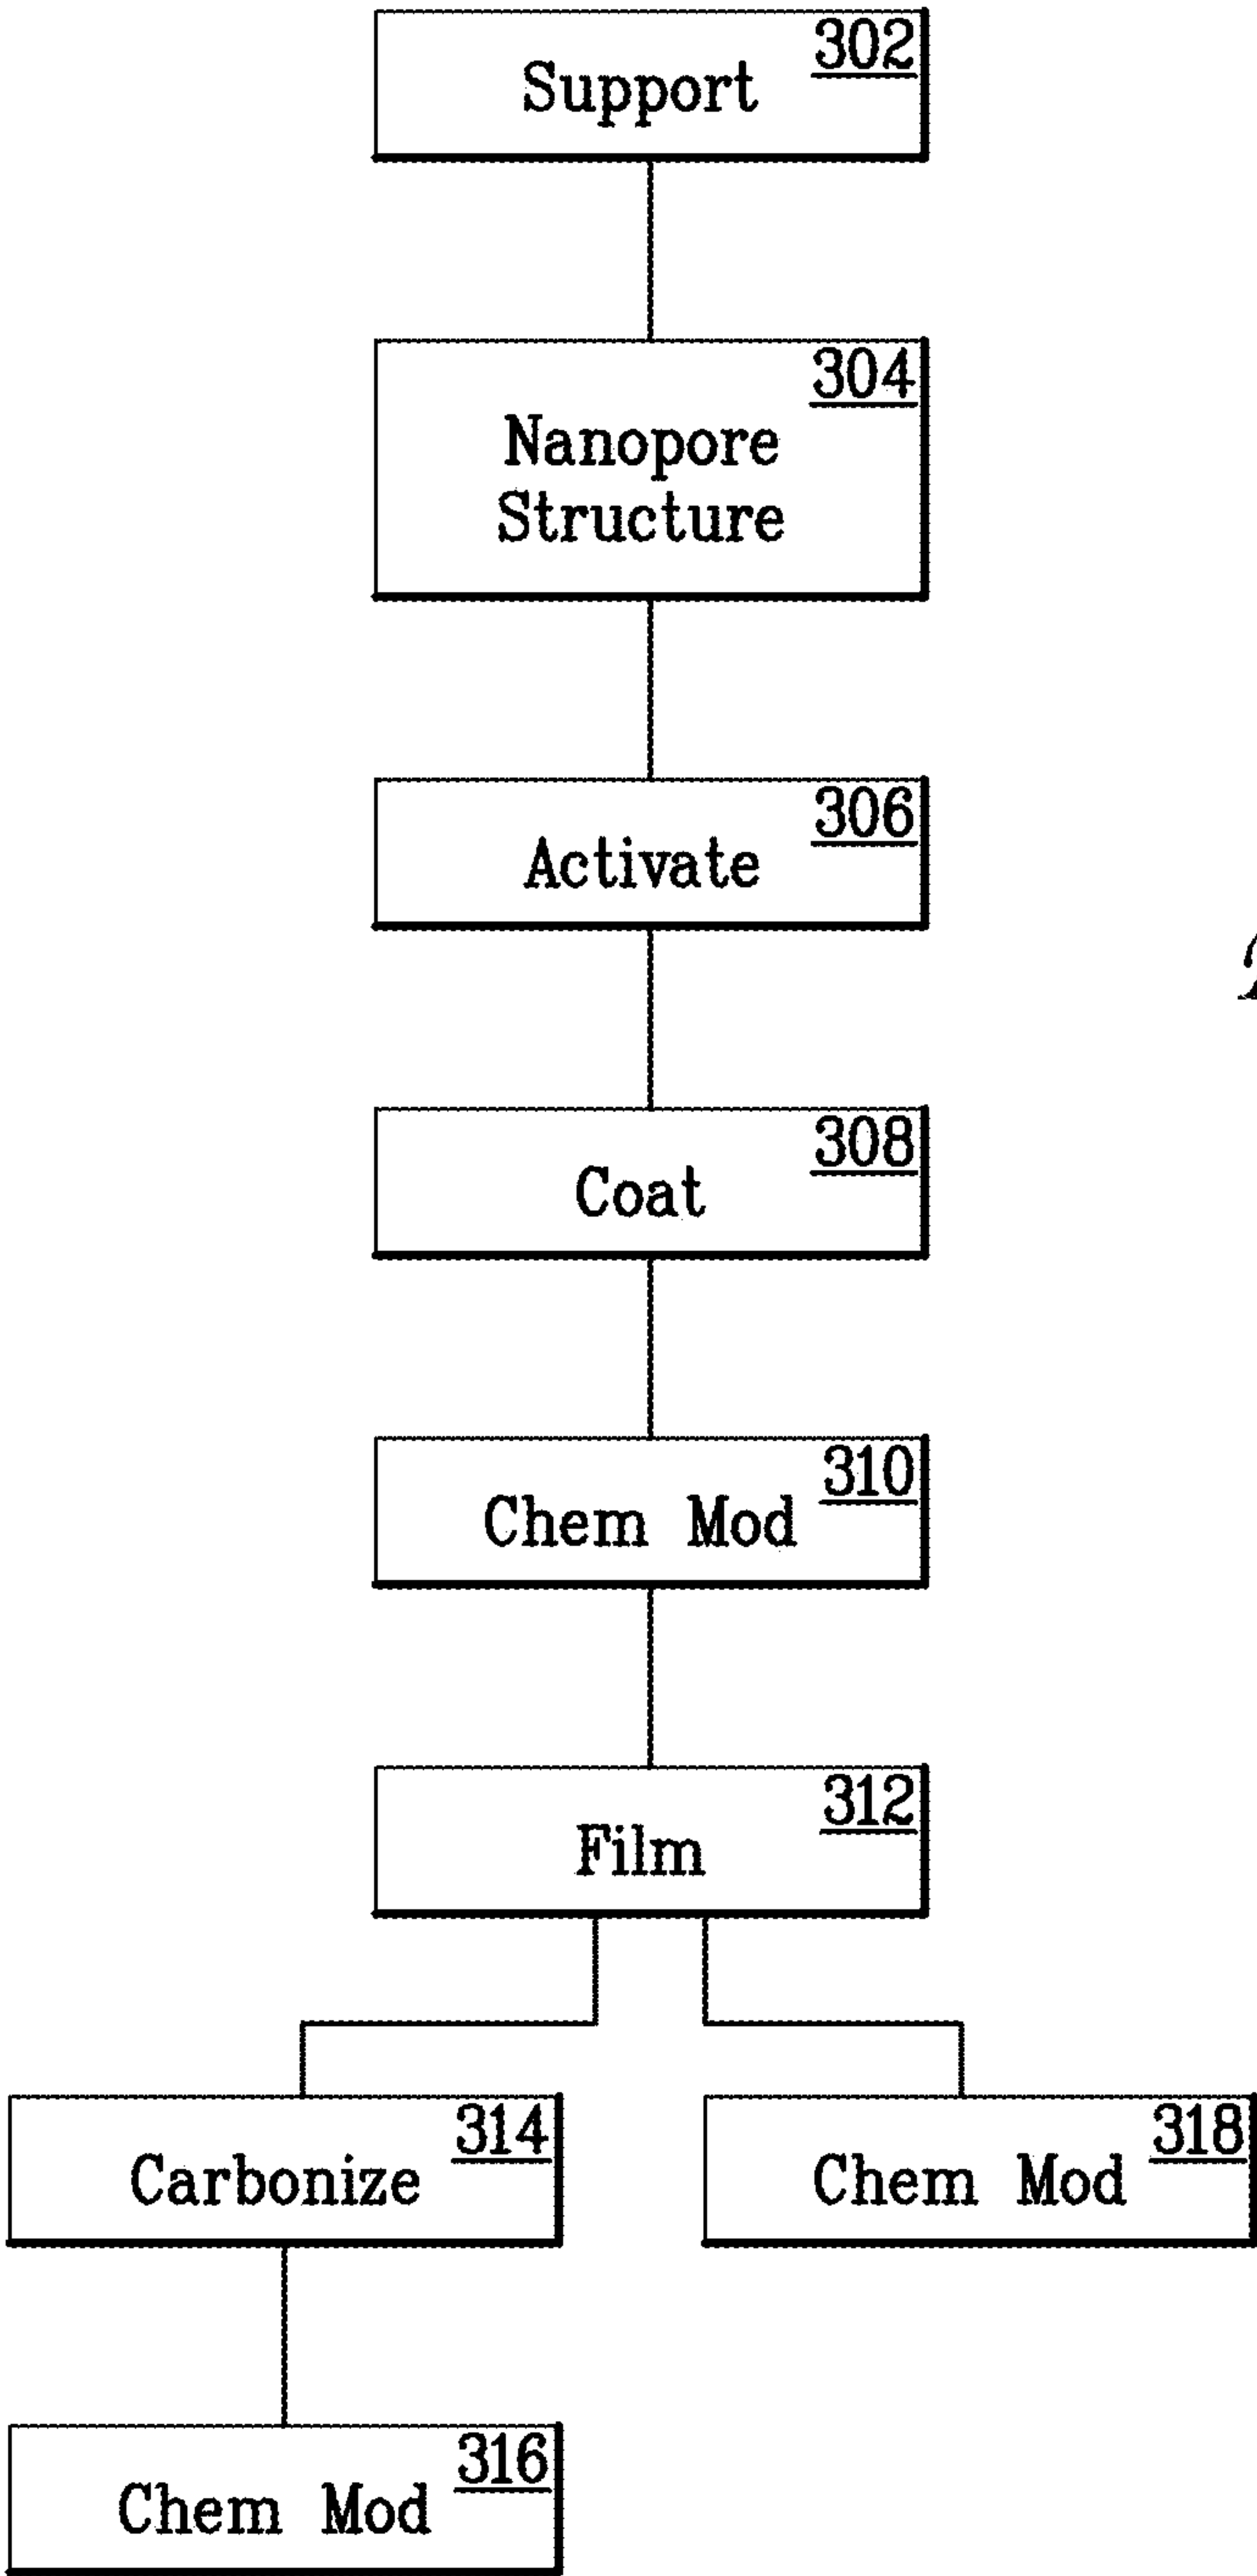 302
Support
304
Nanopore
Structure
306
Activate
308
Coat
310
Chem Mod
312
Film
314
Carbonize
318
Chem Mod
316
Chem Mod